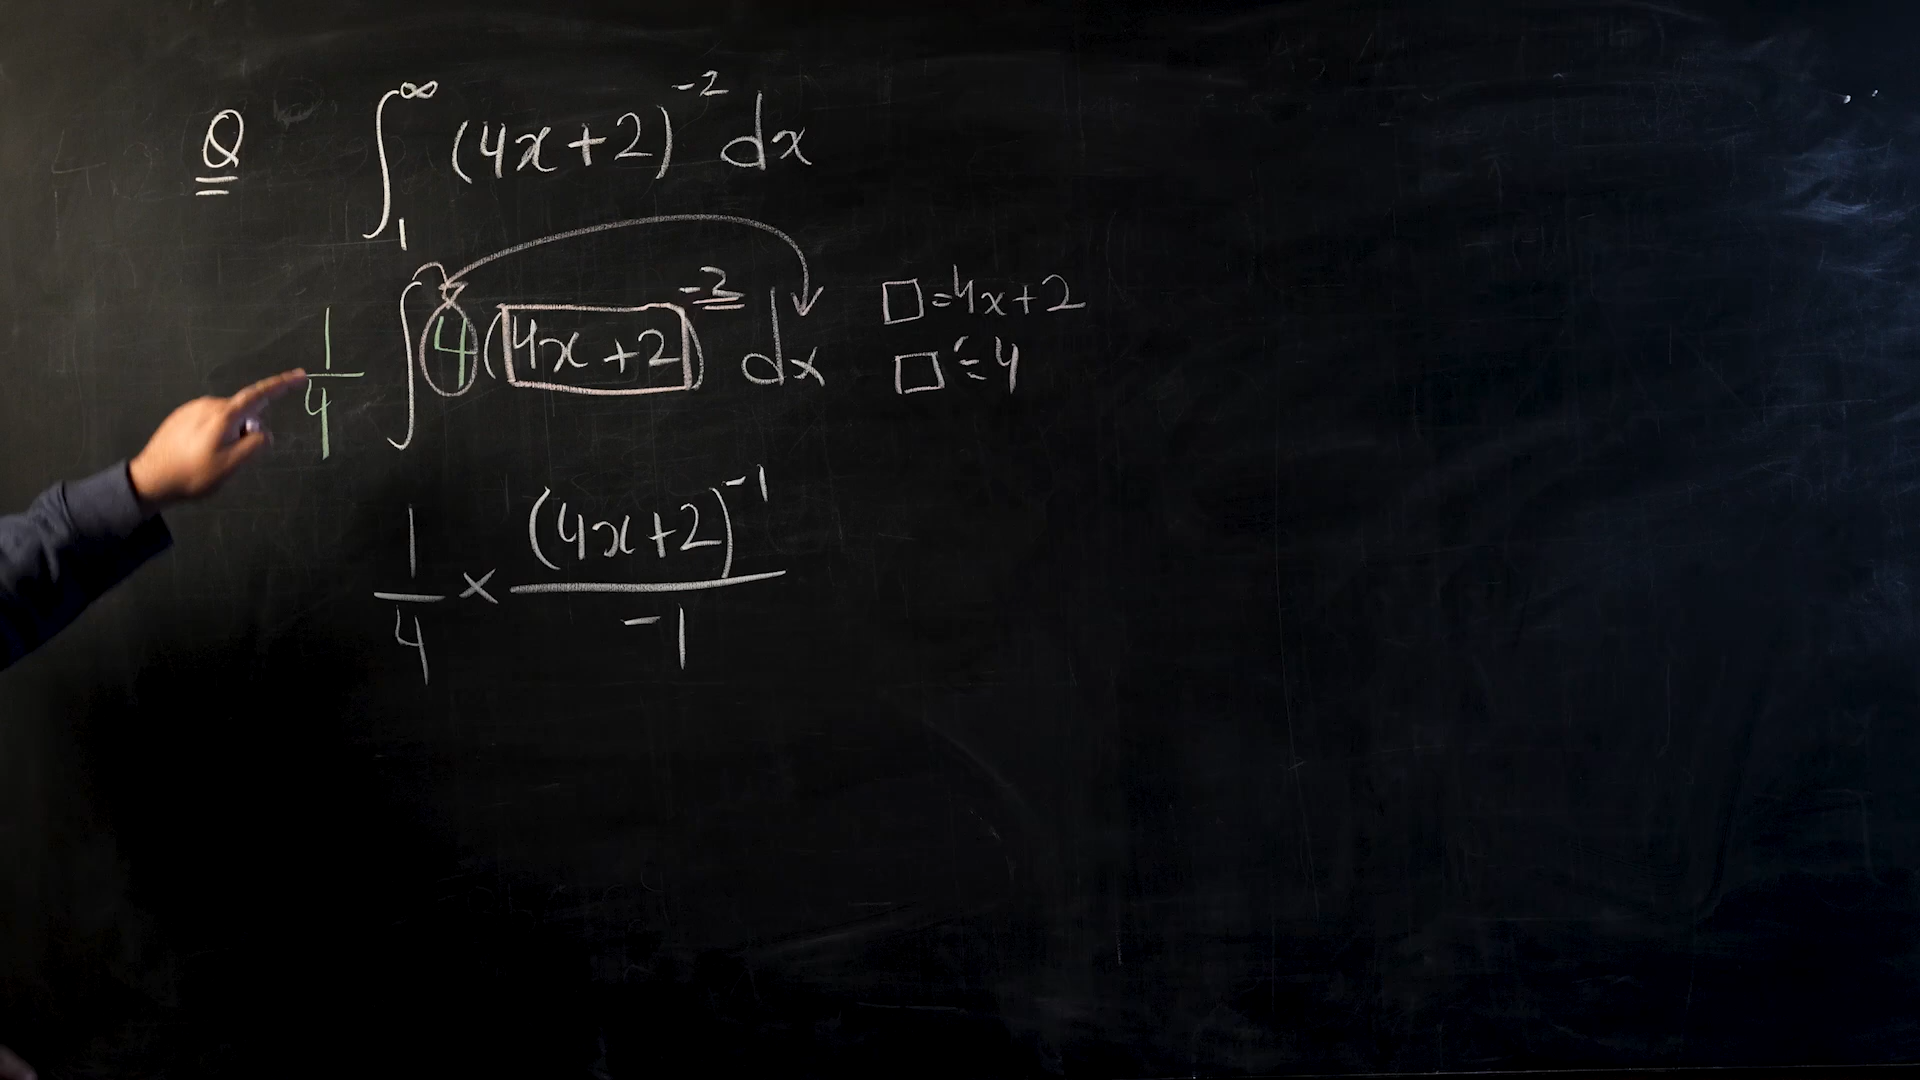 Q ∫₁^∞ (4x+2)⁻² dx
1/4 ∫ 4(4x+2)⁻² dx □=4x+2
□′=4
1/4 × (4x+2)⁻¹/-1